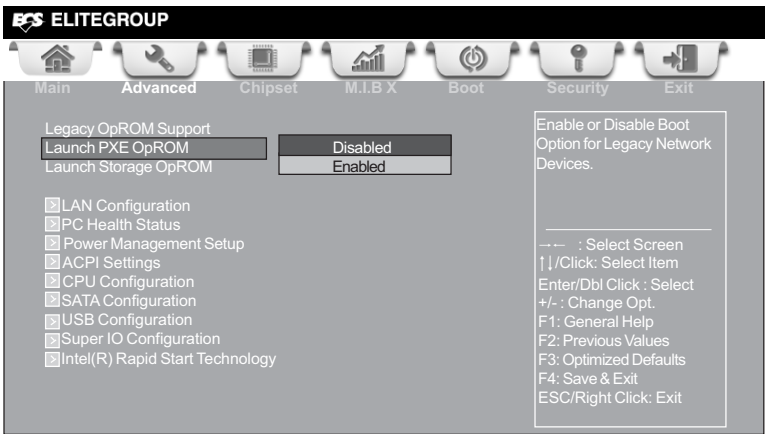 ECS ELITEGROUP
Main Advanced Chipset M.I.B X Boot Security Exit
Legacy OpROM Support
Launch PXE OpROM Disabled
Launch Storage OpROM Enabled
LAN Configuration
PC Health Status
Power Management Setup
ACPI Settings
CPU Configuration
SATA Configuration
USB Configuration
Super IO Configuration
Intel(R) Rapid Start Technology
Enable or Disable Boot
Option for Legacy Network
Devices.
→← : Select Screen
↑↓/Click: Select Item
Enter/Dbl Click : Select
+/- : Change Opt.
F1: General Help
F2: Previous Values
F3: Optimized Defaults
F4: Save & Exit
ESC/Right Click: Exit